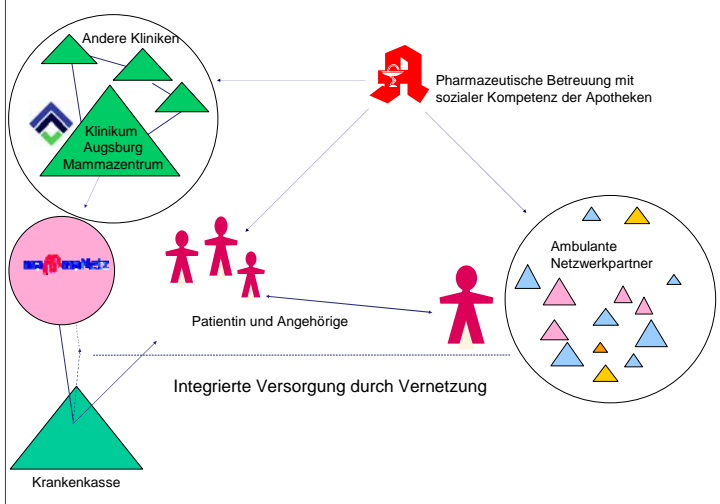 Andere Kliniken
Pharmazeutische Betreuung mit
sozialer Kompetenz der Apotheken
Klinikum
Augsburg
Mammazentrum
Ambulante
Netzwerkpartner
Patientin und Angehörige
Integrierte Versorgung durch Vernetzung
Krankenkasse